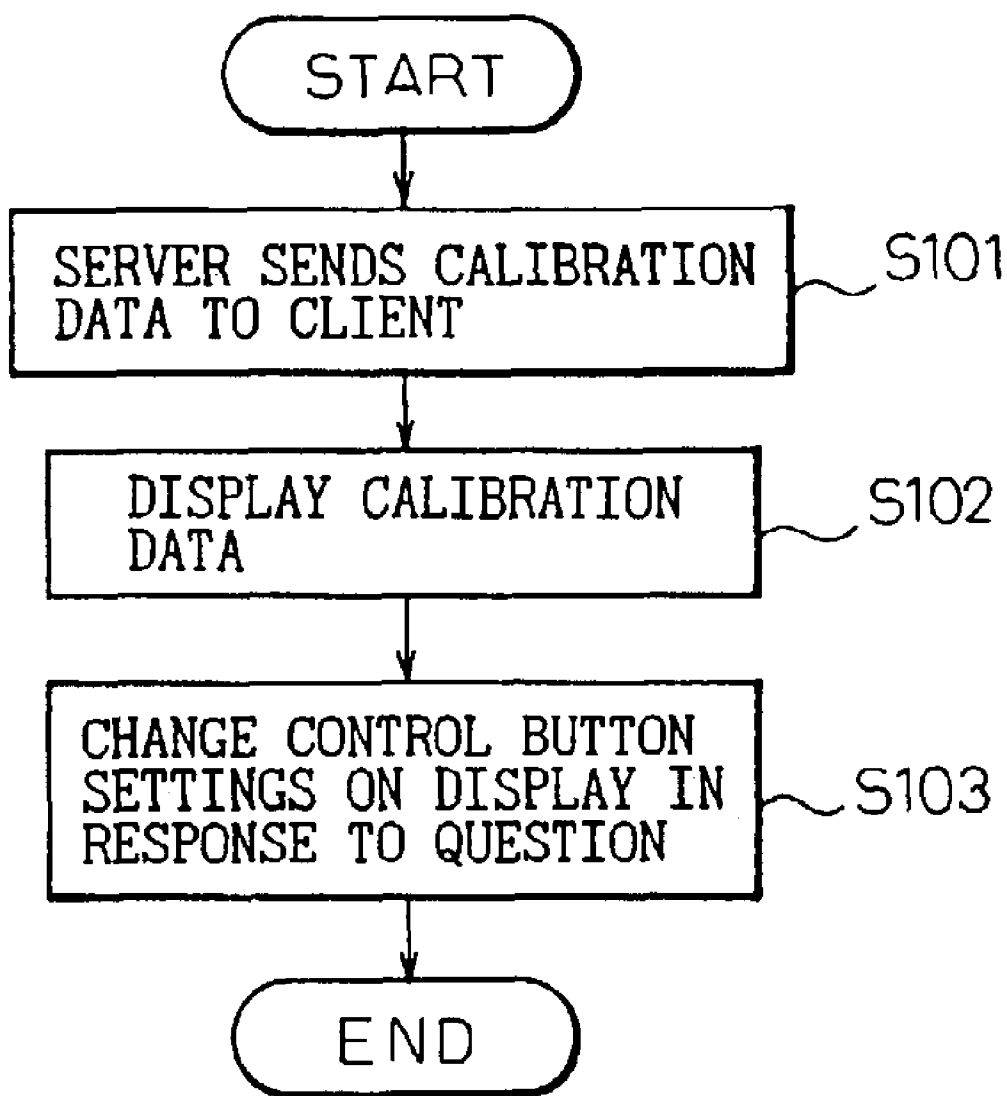 START
SERVER SENDS CALIBRATION
DATA TO CLIENT
S101
DISPLAY CALIBRATION
DATA
S102
CHANGE CONTROL BUTTON
SETTINGS ON DISPLAY IN
RESPONSE TO QUESTION
S103
END